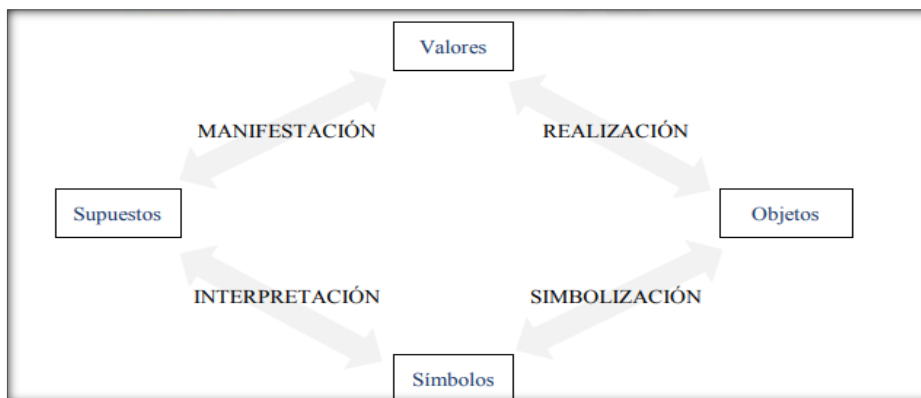 Valores
MANIFESTACIÓN
REALIZACIÓN
Supuestos
Objetos
INTERPRETACIÓN
SIMBOLIZACIÓN
Símbolos